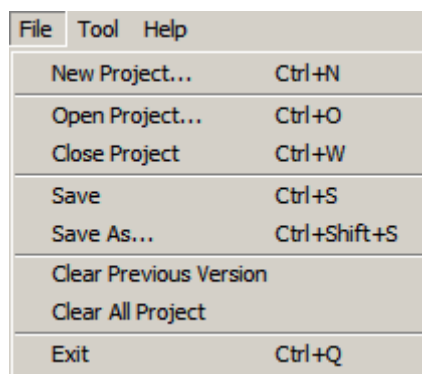 File Tool Help
New Project... Ctrl+N
Open Project... Ctrl+O
Close Project Ctrl+W
Save Ctrl+S
Save As... Ctrl+Shift+S
Clear Previous Version
Clear All Project
Exit Ctrl+Q